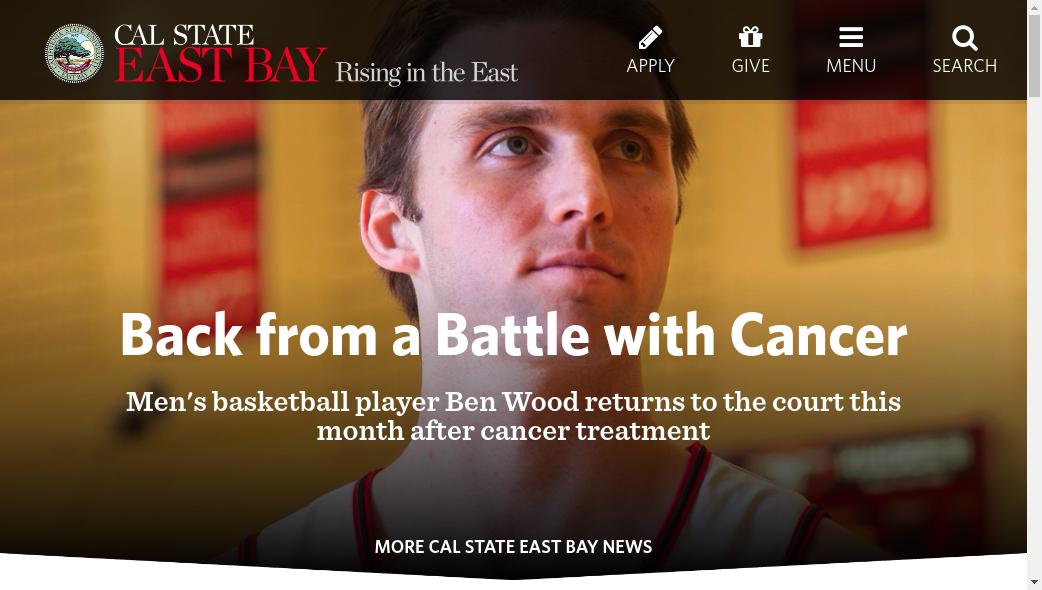 CAL STATE
EAST BAY
Rising in the East
APPLY
GIVE
MENU
SEARCH
1979
Back from a Battle with Cancer
Men's basketball player Ben Wood returns to the court this
month after cancer treatment
MORE CAL STATE EAST BAY NEWS